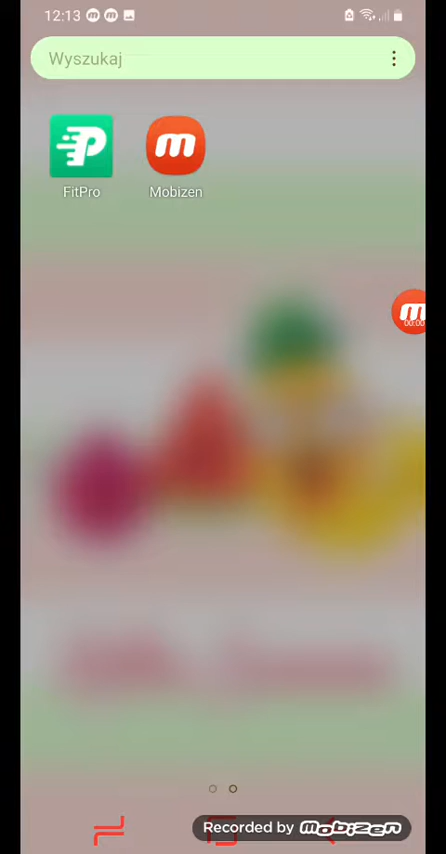 12:13
Wyszukaj
FitPro
Mobizen
00:00
Recorded by mobizen